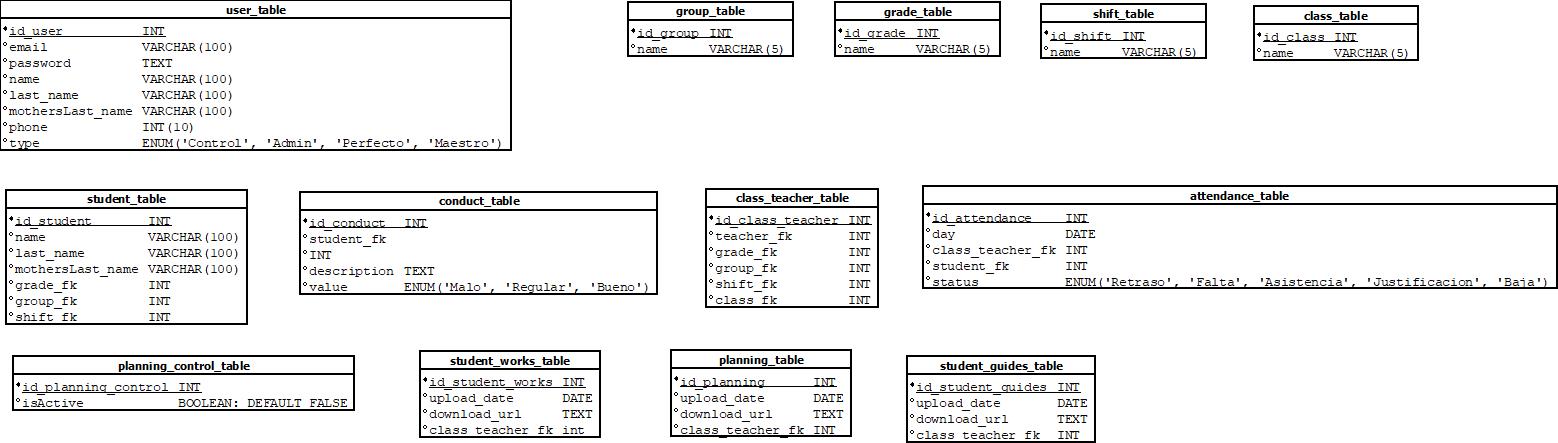 user_table
id_user INT
email VARCHAR(100)
password TEXT
name VARCHAR(100)
last_name VARCHAR(100)
mothersLast_name VARCHAR(100)
phone INT(10)
type ENUM('Control', 'Admin', 'Perfecto', 'Maestro')
group_table
id_group INT
name VARCHAR(5)
grade_table
id_grade INT
name VARCHAR(5)
shift_table
id_shift INT
name VARCHAR(5)
class_table
id_class INT
name VARCHAR(5)
student_table
id_student INT
name VARCHAR(100)
last_name VARCHAR(100)
mothersLast_name VARCHAR(100)
grade_fk INT
group_fk INT
shift_fk INT
conduct_table
id_conduct INT
student_fk
INT
description TEXT
value ENUM('Malo', 'Regular', 'Bueno')
class_teacher_table
id_class_teacher INT
teacher_fk INT
grade_fk INT
group_fk INT
shift_fk INT
class_fk INT
attendance_table
id_attendance INT
day DATE
class_teacher_fk INT
student_fk INT
status ENUM('Retraso', 'Falta', 'Asistencia', 'Justificacion', 'Baja')
planning_control_table
id_planning_control INT
isActive BOOLEAN: DEFAULT FALSE
student_works_table
id_student_works INT
upload_date DATE
download_url TEXT
class_teacher_fk int
planning_table
id_planning INT
upload_date DATE
download_url TEXT
class_teacher_fk INT
student_guides_table
id_student_guides INT
upload_date DATE
download_url TEXT
class_teacher_fk INT